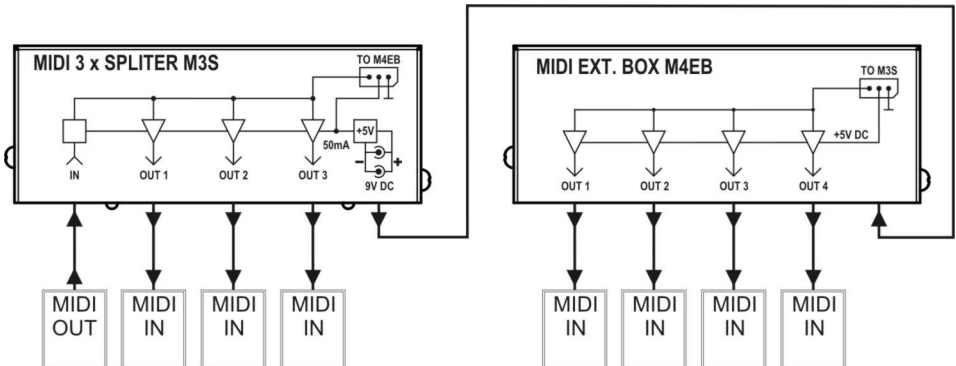 MIDI 3 x SPLITER M3S
TO M4EB
+5V
50mA
− +
IN
OUT 1
OUT 2
OUT 3
9V DC
MIDI EXT. BOX M4EB
TO M3S
+5V DC
OUT 1
OUT 2
OUT 3
OUT 4
MIDI
OUT
MIDI
IN
MIDI
IN
MIDI
IN
MIDI
IN
MIDI
IN
MIDI
IN
MIDI
IN